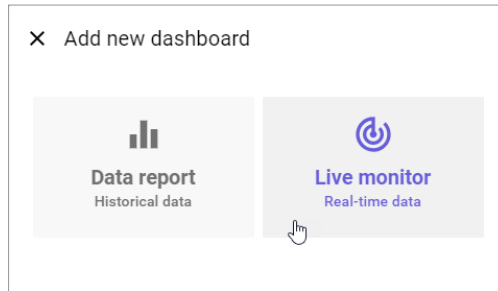 Add new dashboard
Data report
Historical data
Live monitor
Real-time data